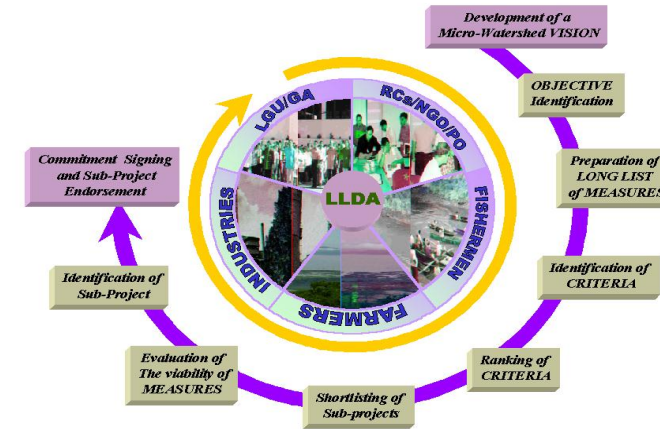 Development of a
Micro-Watershed VISION
OBJECTIVE
Identification
Preparation of
LONG LIST
of MEASURES
Identification of
CRITERIA
Ranking of
CRITERIA
Shortlisting of
Sub-projects
Evaluation of
The viability of
MEASURES
Identification of
Sub-Project
Commitment Signing
and Sub-Project
Endorsement
LGU/GA
RCs/NGO/PO
FISHERMEN
FARMERS
INDUSTRIES
LLDA